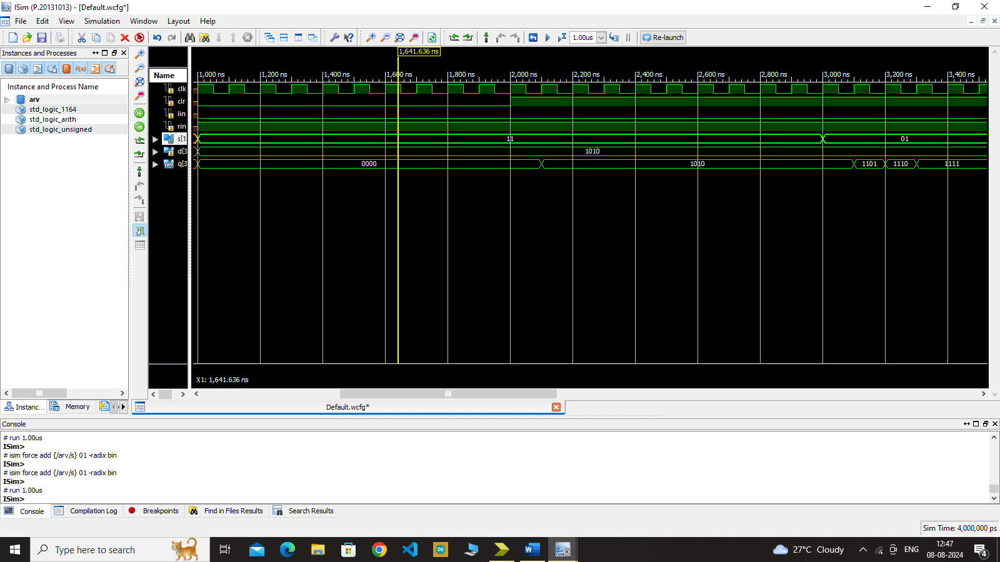 ISim (P.20131013) - [Default.wcfg*]
File Edit View Simulation Window Layout Help
1.00us
Re-launch
Instances and Processes
Instance and Process Name
arv
std_logic_1164
std_logic_arith
std_logic_unsigned
1,641.636 ns
Name
1,000 ns 1,200 ns 1,400 ns 1,600 ns 1,800 ns 2,000 ns 2,200 ns 2,400 ns 2,600 ns 2,800 ns 3,000 ns 3,200 ns 3,400 ns
clk
clr
lin
rin
s[1 11 01
d[3 1010
q[3 0000 1010 1101 1110 1111
X1: 1,641.636 ns
Instanc... Memory
Default.wcfg*
Console
# run 1.00us
ISim>
# isim force add {/arv/s} 01 -radix bin
ISim>
# isim force add {/arv/s} 01 -radix bin
ISim>
# run 1.00us
ISim>
Console Compilation Log Breakpoints Find in Files Results Search Results
Sim Time: 4,000,000 ps
Type here to search
27°C Cloudy
ENG
12:47
08-08-2024
4